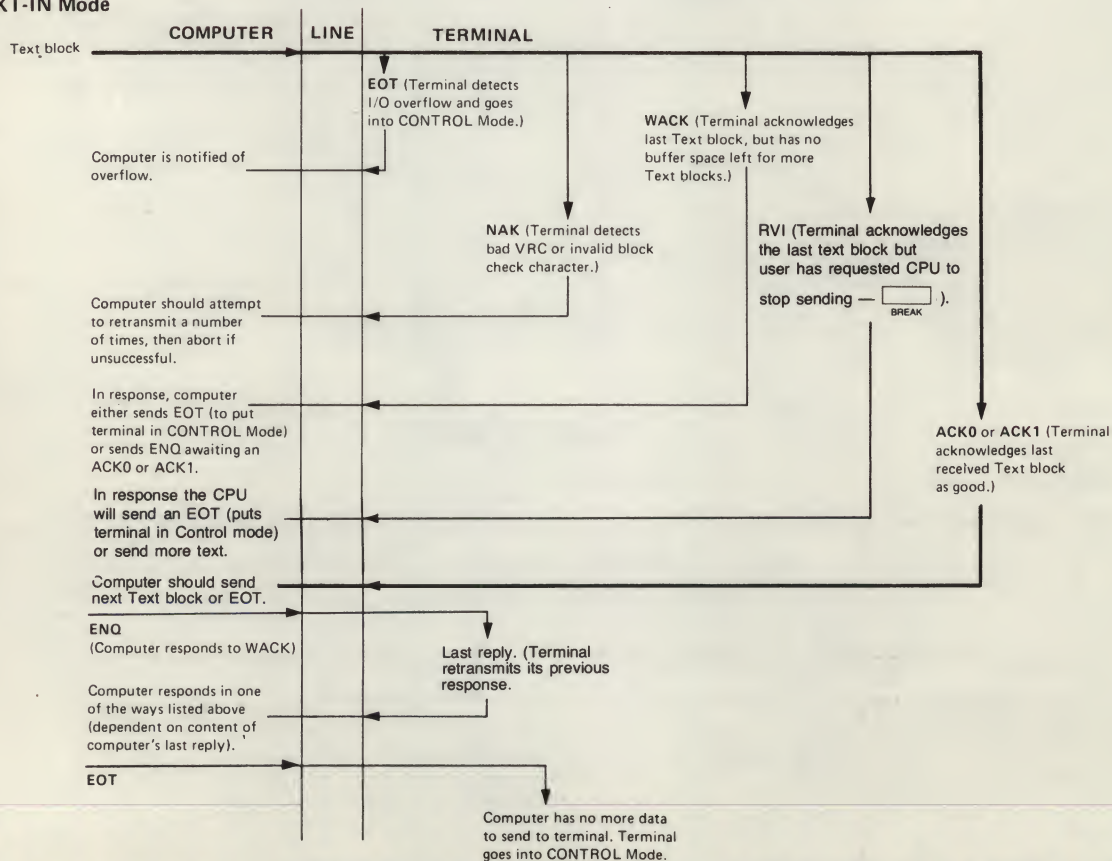 XT-IN Mode
COMPUTER LINE TERMINAL
Text block
EOT (Terminal detects
I/O overflow and goes
into CONTROL Mode.)
Computer is notified of
overflow.
WACK (Terminal acknowledges
last Text block, but has no
buffer space left for more
Text blocks.)
NAK (Terminal detects
bad VRC or invalid block
check character.)
RVI (Terminal acknowledges
the last text block but
user has requested CPU to
stop sending — ).
BREAK
Computer should attempt
to retransmit a number
of times, then abort if
unsuccessful.
In response, computer
either sends EOT (to put
terminal in CONTROL Mode)
or sends ENQ awaiting an
ACK0 or ACK1.
ACK0 or ACK1 (Terminal
acknowledges last
received Text block
as good.)
In response the CPU
will send an EOT (puts
terminal in Control mode)
or send more text.
Computer should send
next Text block or EOT.
ENQ
(Computer responds to WACK)
Last reply. (Terminal
retransmits its previous
response.
Computer responds in one
of the ways listed above
(dependent on content of
computer's last reply).
EOT
Computer has no more data
to send to terminal. Terminal
goes into CONTROL Mode.